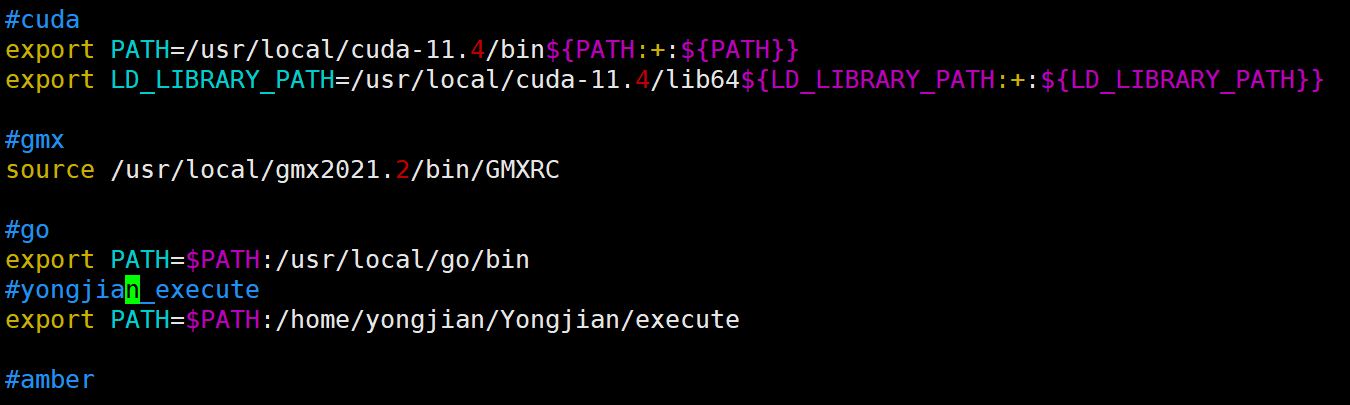 #cuda
export PATH=/usr/local/cuda-11.4/bin${PATH:+:${PATH}}
export LD_LIBRARY_PATH=/usr/local/cuda-11.4/lib64${LD_LIBRARY_PATH:+:${LD_LIBRARY_PATH}}
#gmx
source /usr/local/gmx2021.2/bin/GMXRC
#go
export PATH=$PATH:/usr/local/go/bin
#yongjian_execute
export PATH=$PATH:/home/yongjian/Yongjian/execute
#amber